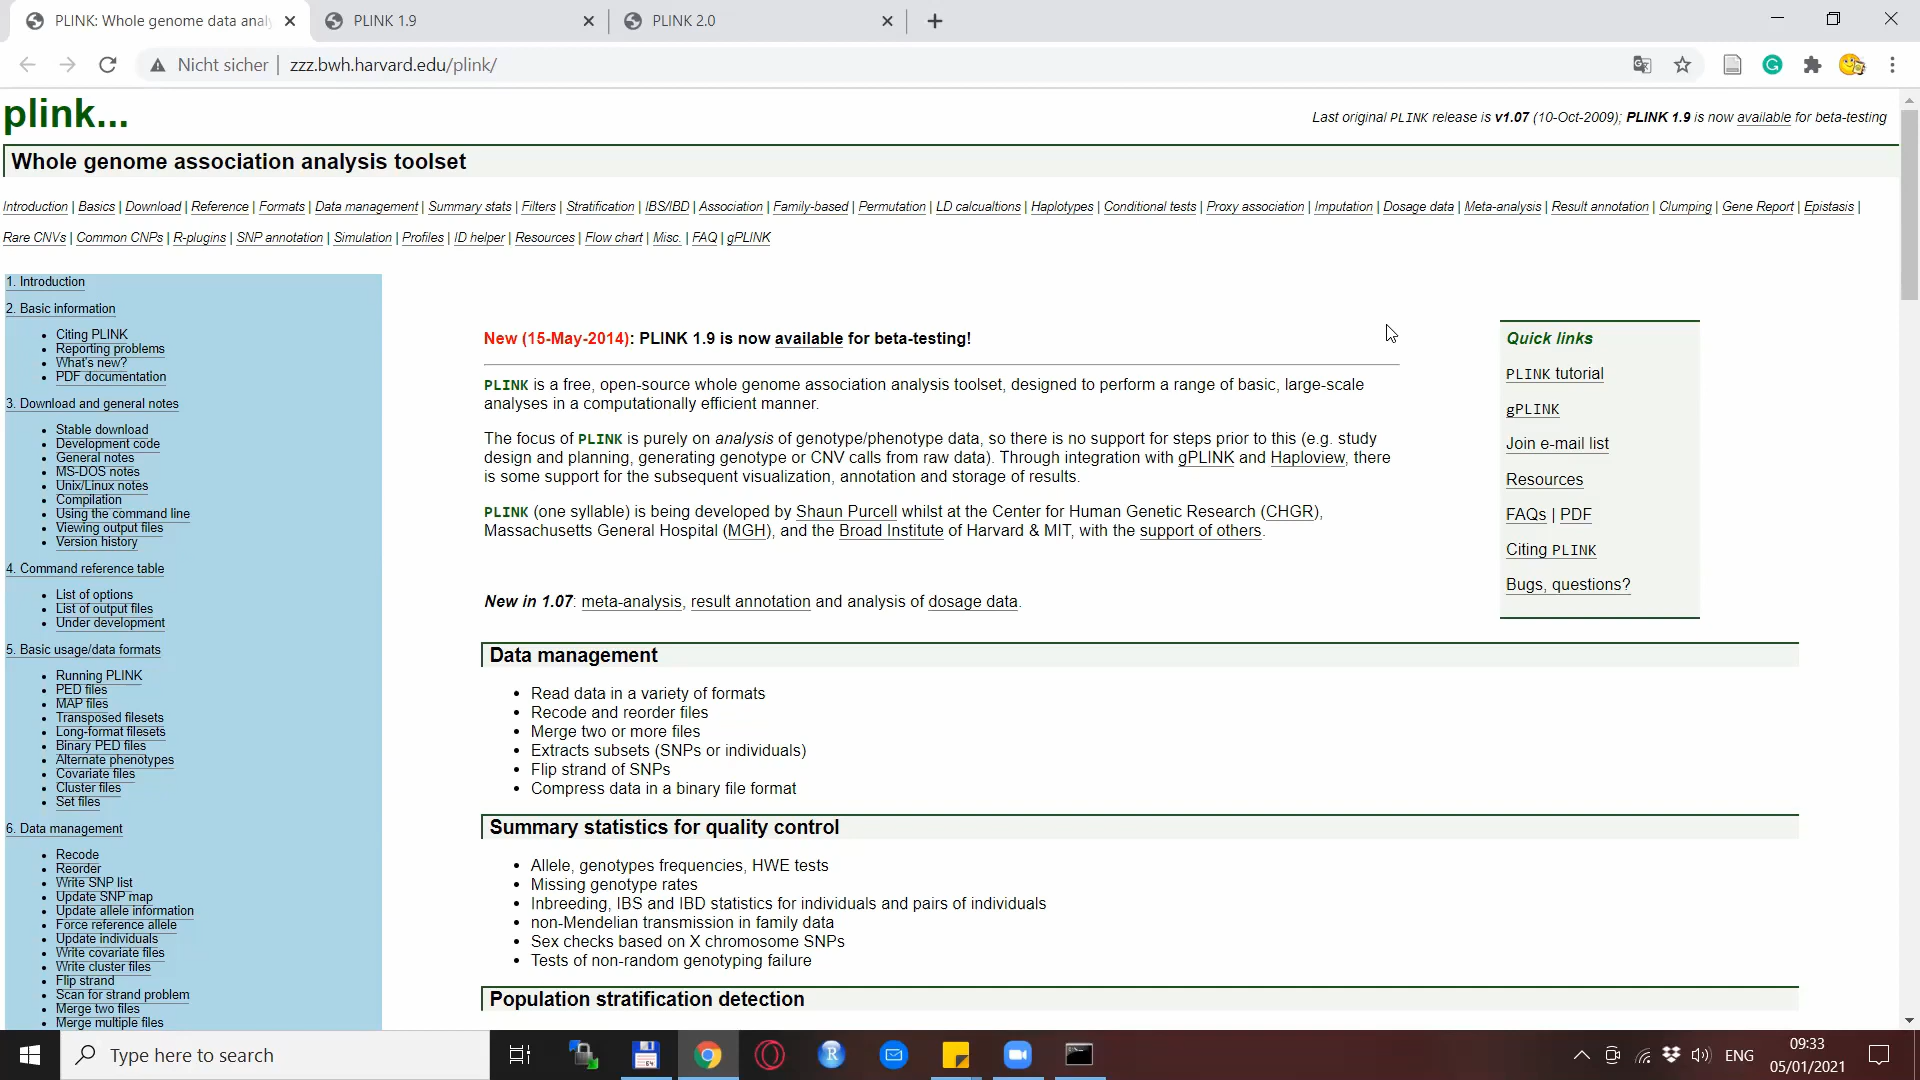 PLINK: Whole genome data anal
PLINK 1.9
PLINK 2.0
Nicht sicher | zzz.bwh.harvard.edu/plink/
plink...
Last original PLINK release is v1.07 (10-Oct-2009); PLINK 1.9 is now available for beta-testing
Whole genome association analysis toolset
Introduction | Basics | Download | Reference | Formats | Data management | Summary stats | Filters | Stratification | IBS/IBD | Association | Family-based | Permutation | LD calcualtions | Haplotypes | Conditional tests | Proxy association | Imputation | Dosage data | Meta-analysis | Result annotation | Clumping | Gene Report | Epistasis |
Rare CNVs | Common CNPs | R-plugins | SNP annotation | Simulation | Profiles | ID helper | Resources | Flow chart | Misc. | FAQ | gPLINK
1. Introduction
2. Basic information
Citing PLINK
Reporting problems
What's new?
PDF documentation
3. Download and general notes
Stable download
Development code
General notes
MS-DOS notes
Unix/Linux notes
Compilation
Using the command line
Viewing output files
Version history
4. Command reference table
List of options
List of output files
Under development
5. Basic usage/data formats
Running PLINK
PED files
MAP files
Transposed filesets
Long-format filesets
Binary PED files
Alternate phenotypes
Covariate files
Cluster files
Set files
6. Data management
Recode
Reorder
Write SNP list
Update SNP map
Update allele information
Force reference allele
Update individuals
Write covariate files
Write cluster files
Flip strand
Scan for strand problem
Merge two files
Merge multiple files
New (15-May-2014): PLINK 1.9 is now available for beta-testing!
PLINK is a free, open-source whole genome association analysis toolset, designed to perform a range of basic, large-scale
analyses in a computationally efficient manner.
The focus of PLINK is purely on analysis of genotype/phenotype data, so there is no support for steps prior to this (e.g. study
design and planning, generating genotype or CNV calls from raw data). Through integration with gPLINK and Haploview, there
is some support for the subsequent visualization, annotation and storage of results.
PLINK (one syllable) is being developed by Shaun Purcell whilst at the Center for Human Genetic Research (CHGR),
Massachusetts General Hospital (MGH), and the Broad Institute of Harvard & MIT, with the support of others.
New in 1.07: meta-analysis, result annotation and analysis of dosage data.
Data management
Read data in a variety of formats
Recode and reorder files
Merge two or more files
Extracts subsets (SNPs or individuals)
Flip strand of SNPs
Compress data in a binary file format
Summary statistics for quality control
Allele, genotypes frequencies, HWE tests
Missing genotype rates
Inbreeding, IBS and IBD statistics for individuals and pairs of individuals
non-Mendelian transmission in family data
Sex checks based on X chromosome SNPs
Tests of non-random genotyping failure
Population stratification detection
Quick links
PLINK tutorial
gPLINK
Join e-mail list
Resources
FAQs | PDF
Citing PLINK
Bugs, questions?
Type here to search
64
R
ENG
09:33
05/01/2021